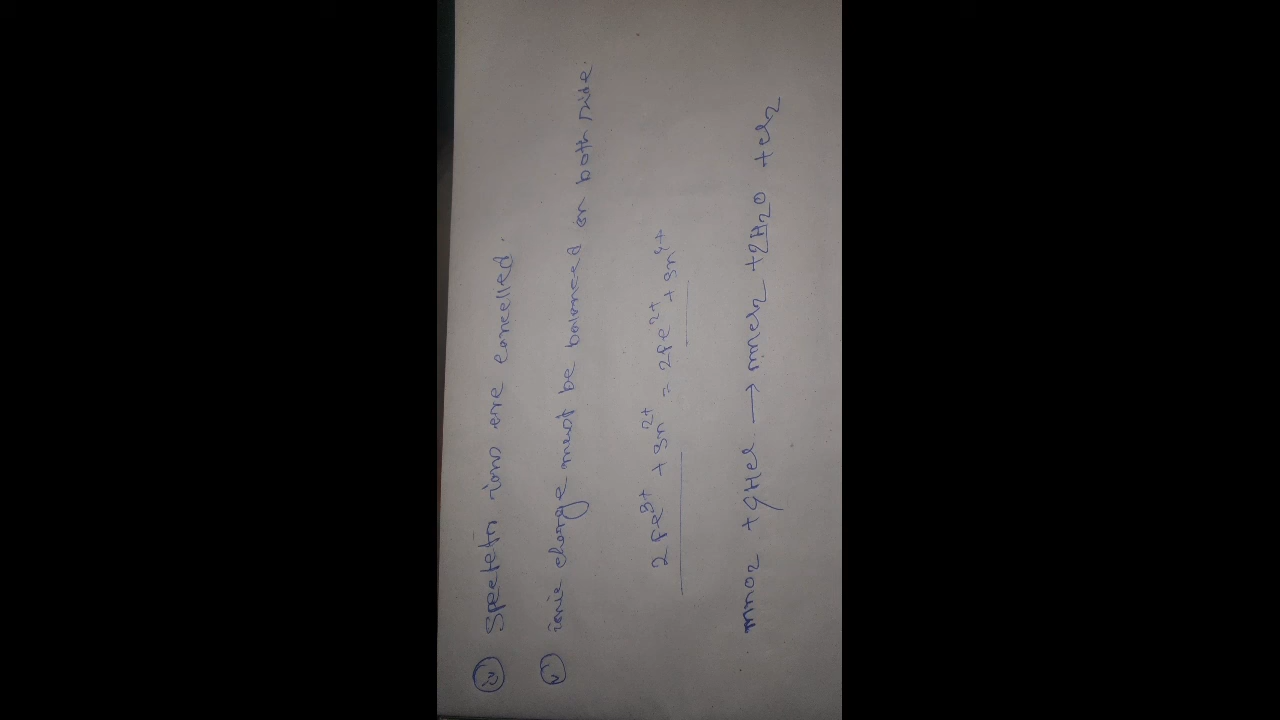 (iv) Spectetn ions are cancelled.
(v) ionic charge must be balanced on both side.
2Fe³⁺ + Sn²⁺ = 2Fe²⁺ + Sn⁴⁺
mnO₂ + 4Hcl → mncl₂ + 2H₂O + cl₂